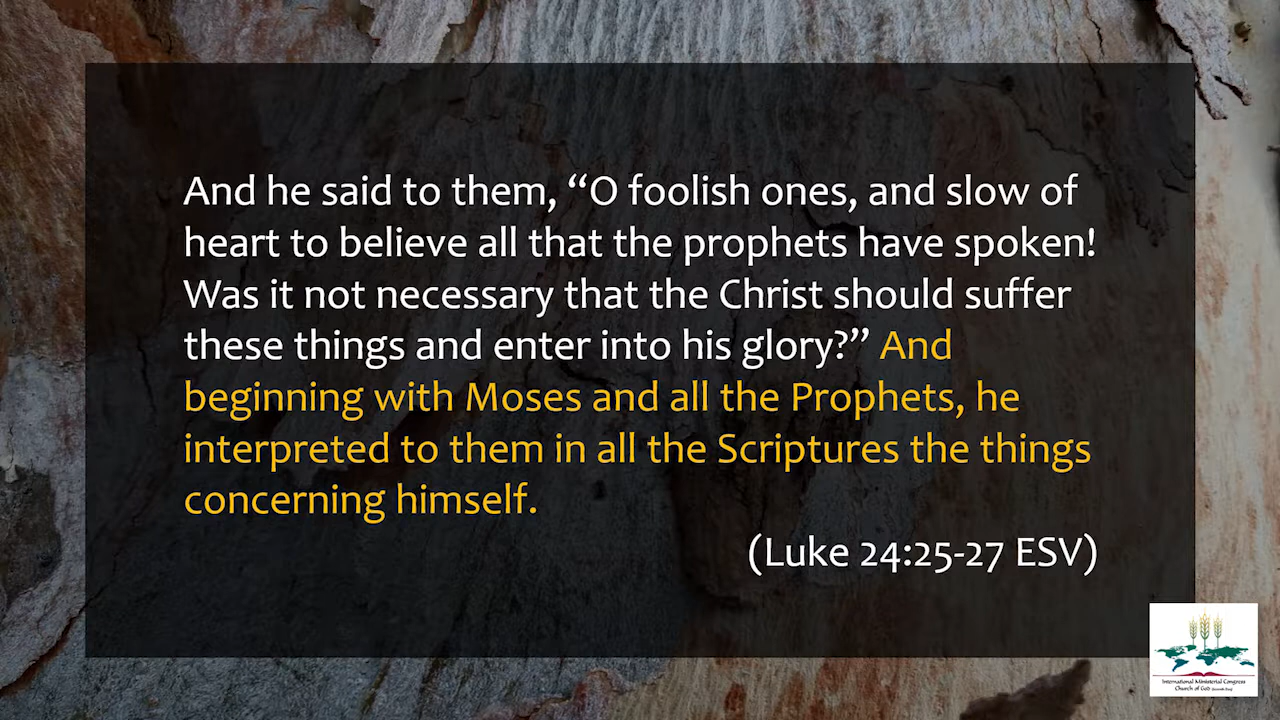 And he said to them, “O foolish ones, and slow of
heart to believe all that the prophets have spoken!
Was it not necessary that the Christ should suffer
these things and enter into his glory?” And
beginning with Moses and all the Prophets, he
interpreted to them in all the Scriptures the things
concerning himself.
(Luke 24:25-27 ESV)
International Ministerial Congress
Church of God (Seventh Day)